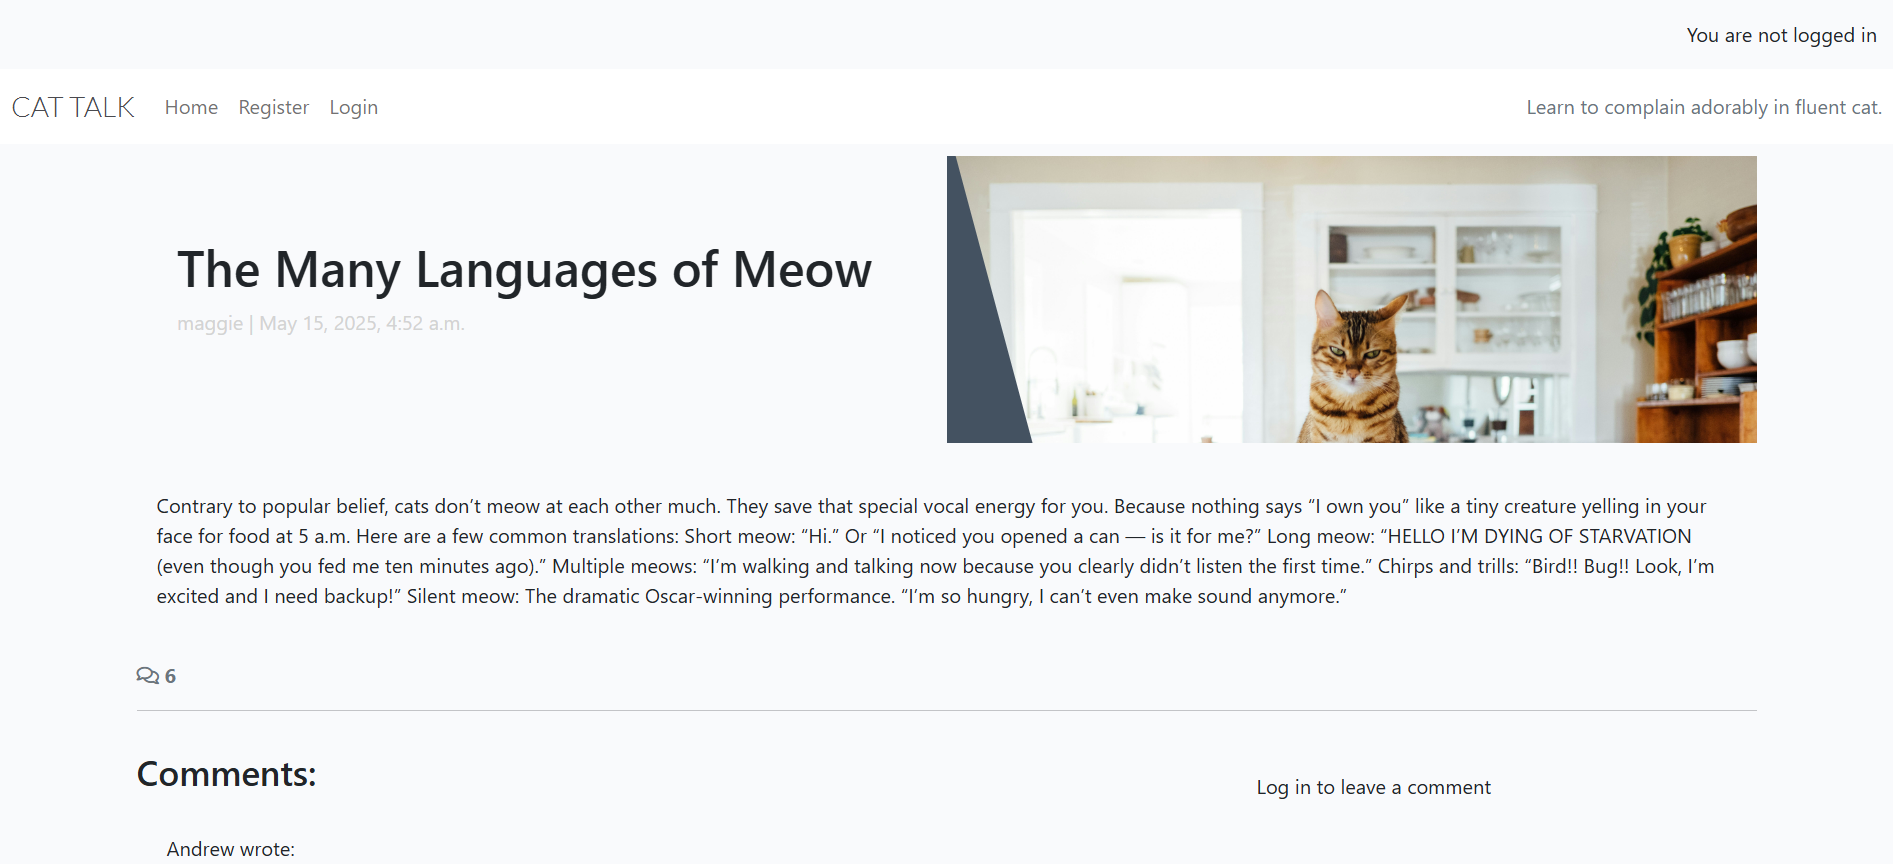 You are not logged in
CAT TALK Home Register Login Learn to complain adorably in fluent cat.
The Many Languages of Meow
maggie | May 15, 2025, 4:52 a.m.
Contrary to popular belief, cats don’t meow at each other much. They save that special vocal energy for you. Because nothing says “I own you” like a tiny creature yelling in your
face for food at 5 a.m. Here are a few common translations: Short meow: “Hi.” Or “I noticed you opened a can — is it for me?” Long meow: “HELLO I’M DYING OF STARVATION
(even though you fed me ten minutes ago).” Multiple meows: “I’m walking and talking now because you clearly didn’t listen the first time.” Chirps and trills: “Bird!! Bug!! Look, I’m
excited and I need backup!” Silent meow: The dramatic Oscar-winning performance. “I’m so hungry, I can’t even make sound anymore.”
6
Comments:
Log in to leave a comment
Andrew wrote: